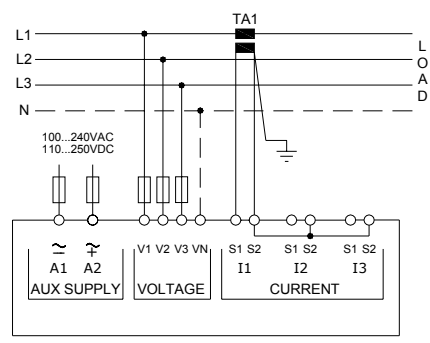 TA1
L1
L2
L3
N
LOAD
100...240VAC
110...250VDC
V1 V2 V3 VN S1 S2 S1 S2 S1 S2
A1 A2 I1 I2 I3
AUX SUPPLY VOLTAGE CURRENT